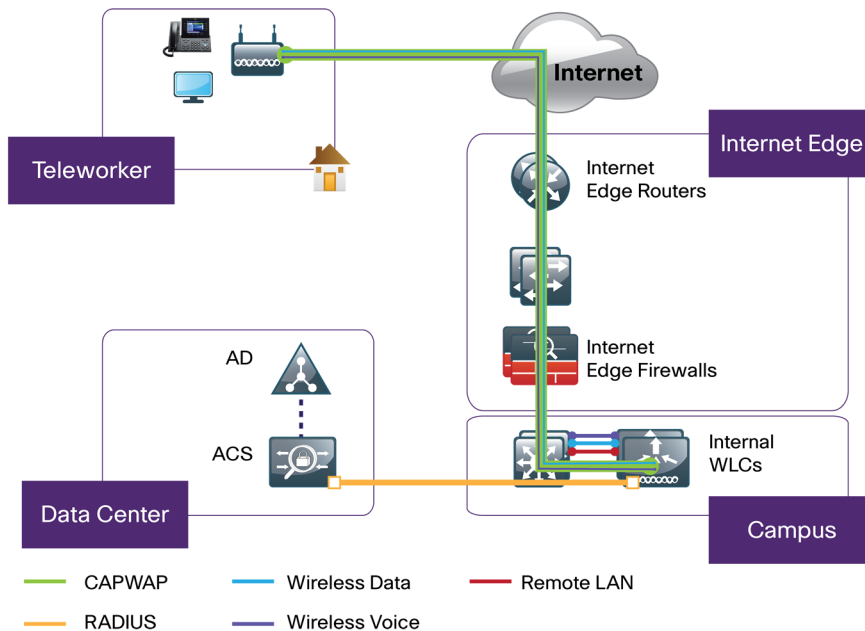 Teleworker
Internet
Internet Edge
Internet
Edge Routers
Internet
Edge Firewalls
AD
ACS
Data Center
Internal
WLCs
Campus
CAPWAP
Wireless Data
Remote LAN
RADIUS
Wireless Voice